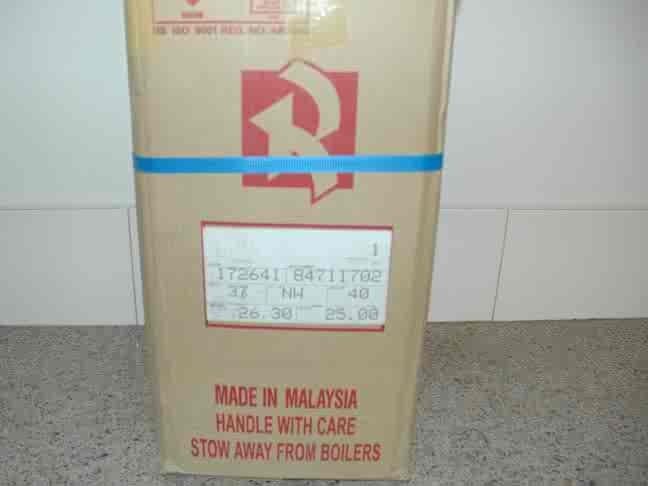 ISO 9001 REG. NO.
1
172641 84711702
37 NW 40
26.30 25.00
MADE IN MALAYSIA
HANDLE WITH CARE
STOW AWAY FROM BOILERS